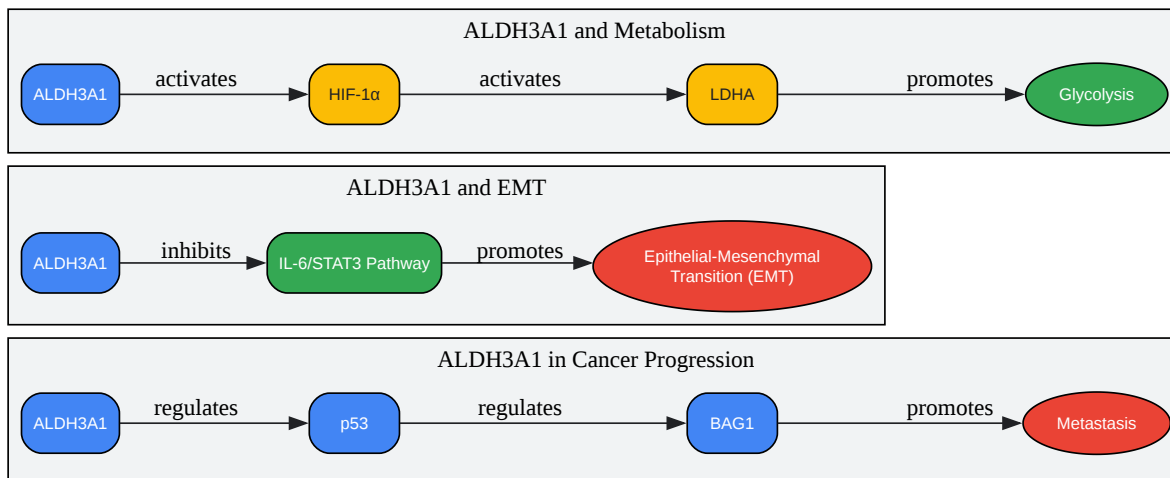 ALDH3A1 and Metabolism
ALDH3A1
activates
HIF-1α
activates
LDHA
promotes
Glycolysis
ALDH3A1 and EMT
ALDH3A1
inhibits
IL-6/STAT3 Pathway
promotes
Epithelial-Mesenchymal
Transition (EMT)
ALDH3A1 in Cancer Progression
ALDH3A1
regulates
p53
regulates
BAG1
promotes
Metastasis